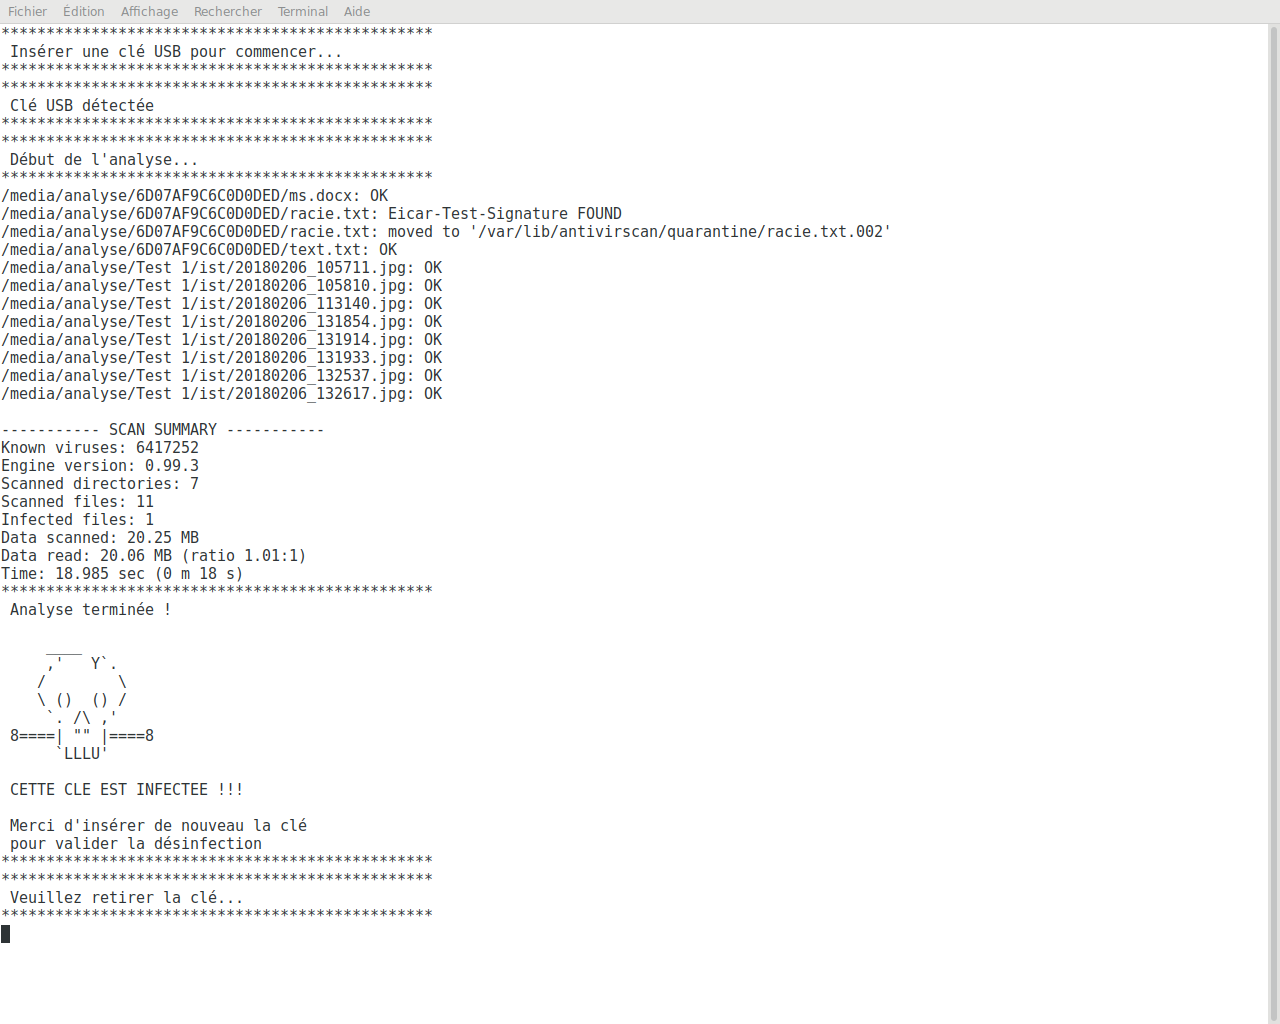 Fichier Édition Affichage Rechercher Terminal Aide
************************************************
 Insérer une clé USB pour commencer...
************************************************
************************************************
 Clé USB détectée
************************************************
************************************************
 Début de l'analyse...
************************************************
/media/analyse/6D07AF9C6C0D0DED/ms.docx: OK
/media/analyse/6D07AF9C6C0D0DED/racie.txt: Eicar-Test-Signature FOUND
/media/analyse/6D07AF9C6C0D0DED/racie.txt: moved to '/var/lib/antivirscan/quarantine/racie.txt.002'
/media/analyse/6D07AF9C6C0D0DED/text.txt: OK
/media/analyse/Test 1/ist/20180206_105711.jpg: OK
/media/analyse/Test 1/ist/20180206_105810.jpg: OK
/media/analyse/Test 1/ist/20180206_113140.jpg: OK
/media/analyse/Test 1/ist/20180206_131854.jpg: OK
/media/analyse/Test 1/ist/20180206_131914.jpg: OK
/media/analyse/Test 1/ist/20180206_131933.jpg: OK
/media/analyse/Test 1/ist/20180206_132537.jpg: OK
/media/analyse/Test 1/ist/20180206_132617.jpg: OK

----------- SCAN SUMMARY -----------
Known viruses: 6417252
Engine version: 0.99.3
Scanned directories: 7
Scanned files: 11
Infected files: 1
Data scanned: 20.25 MB
Data read: 20.06 MB (ratio 1.01:1)
Time: 18.985 sec (0 m 18 s)
************************************************
 Analyse terminée !

     ____
     ,'   Y`.
    /        \
    \ ()  () /
     `. /\ ,'
 8====| "" |====8
      `LLLU'

 CETTE CLE EST INFECTEE !!!

 Merci d'insérer de nouveau la clé
 pour valider la désinfection
************************************************
************************************************
 Veuillez retirer la clé...
************************************************